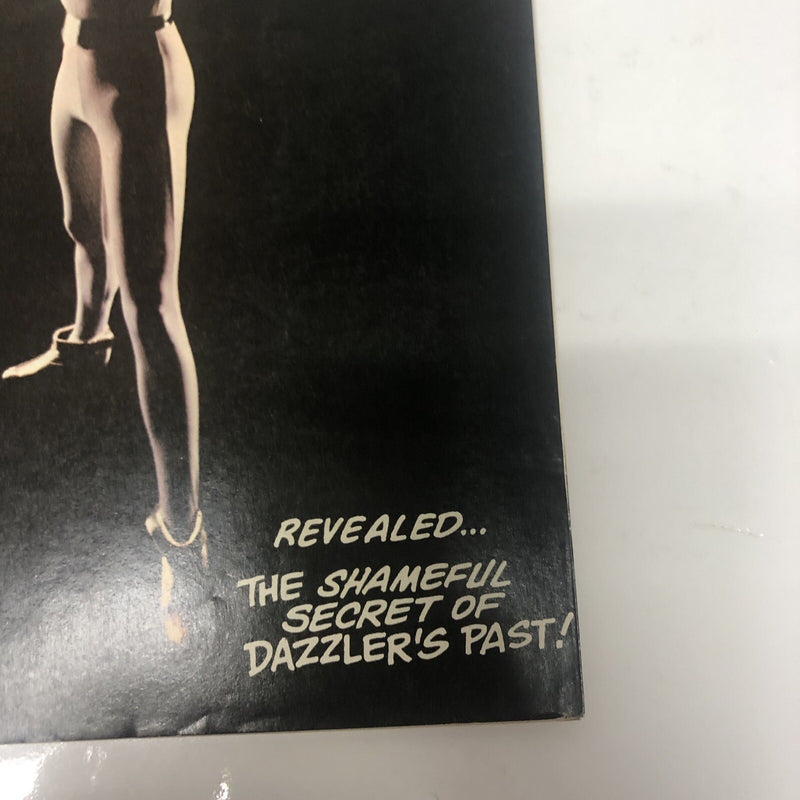 REVEALED...
THE SHAMEFUL
SECRET OF
DAZZLER'S PAST!